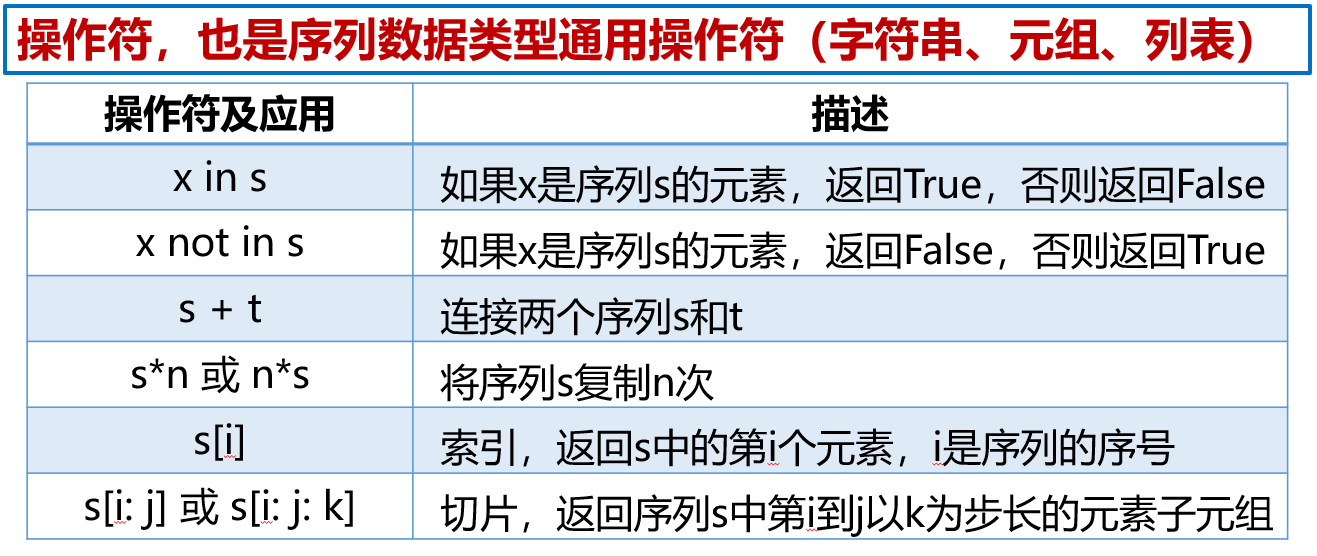 操作符，也是序列数据类型通用操作符（字符串、元组、列表）
操作符及应用 描述
x in s 如果x是序列s的元素，返回True，否则返回False
x not in s 如果x是序列s的元素，返回False，否则返回True
s + t 连接两个序列s和t
s*n 或 n*s 将序列s复制n次
s[i] 索引，返回s中的第i个元素，i是序列的序号
s[i: j] 或 s[i: j: k] 切片，返回序列s中第i到j以k为步长的元素子元组